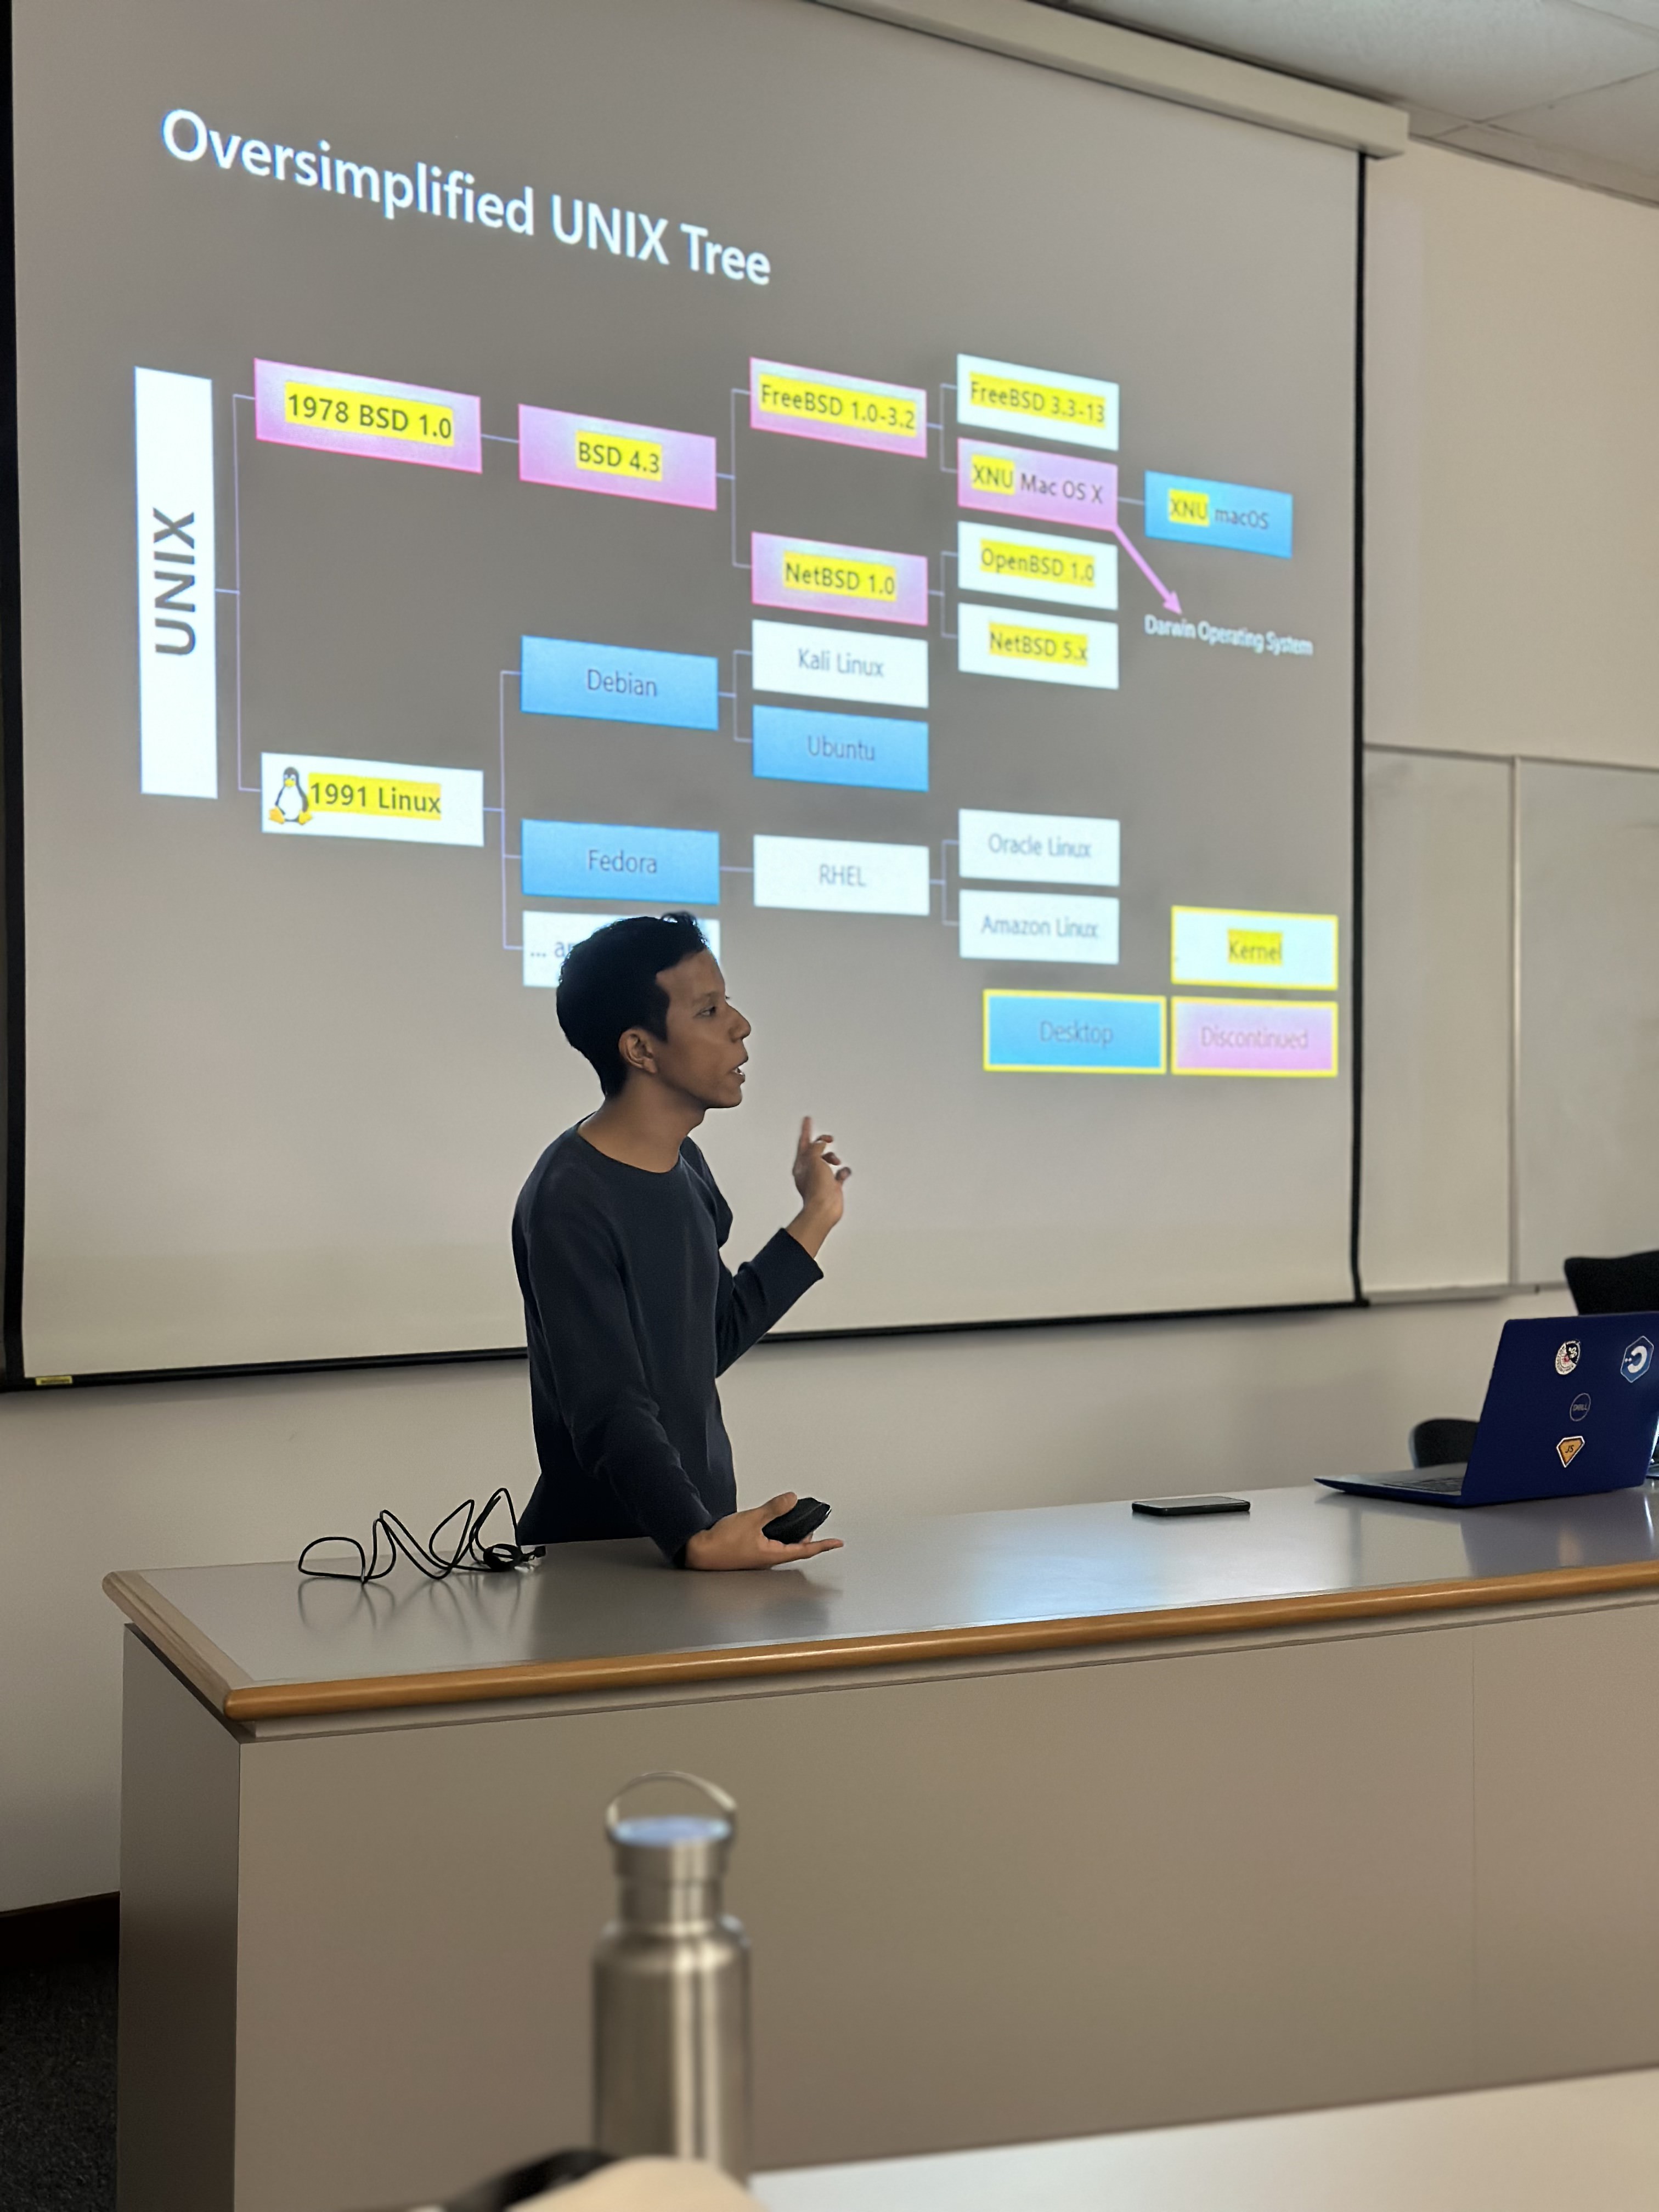 Oversimplified UNIX Tree
UNIX
1978 BSD 1.0
BSD 4.3
FreeBSD 1.0-3.2
FreeBSD 3.3-13
XNU Mac OS X
XNU macOS
Darwin Operating System
NetBSD 1.0
OpenBSD 1.0
NetBSD 5.x
1991 Linux
Debian
Kali Linux
Ubuntu
Fedora
RHEL
Oracle Linux
Amazon Linux
...
Kernel
Desktop
Discontinued
DELL
JS